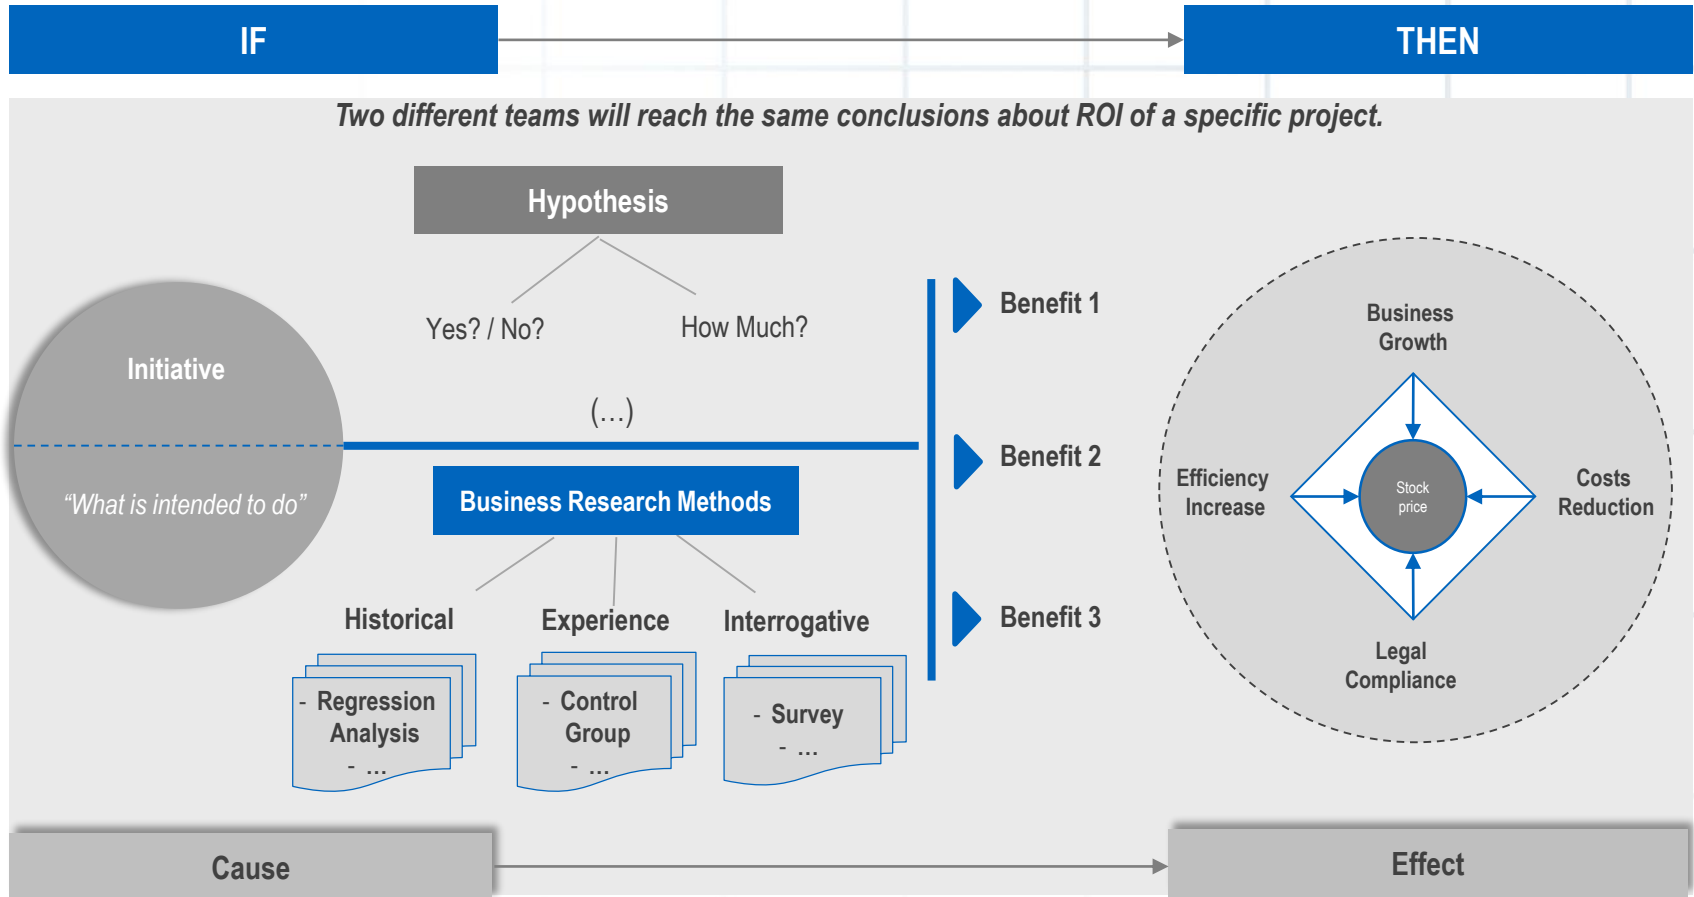 IF
THEN
Two different teams will reach the same conclusions about ROI of a specific project.
Hypothesis
Yes? / No?
How Much?
Initiative
“What is intended to do”
(…)
Business Research Methods
Historical
Experience
Interrogative
- Regression
Analysis
- …
- Control
Group
- …
- Survey
- …
Benefit 1
Benefit 2
Benefit 3
Business
Growth
Efficiency
Increase
Stock
price
Costs
Reduction
Legal
Compliance
Cause
Effect